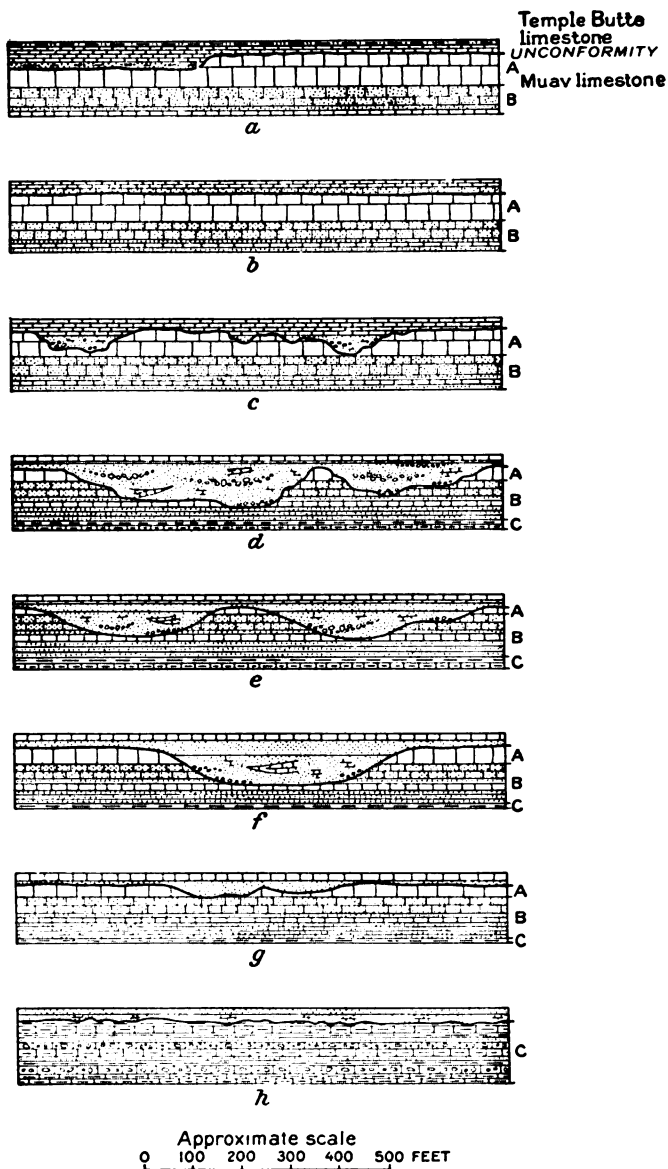 Temple Butte
limestone
UNCONFORMITY
A
Muav limestone
B
a
A
B
b
A
B
c
A
B
C
d
A
B
C
e
A
B
C
f
A
B
C
g
C
h
Approximate scale
0 100 200 300 400 500 FEET